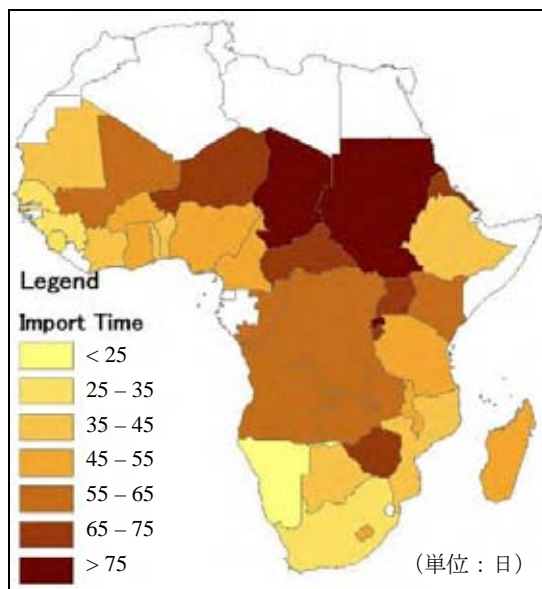 Legend
Import Time
< 25
25 – 35
35 – 45
45 – 55
55 – 65
65 – 75
> 75
(単位:日)